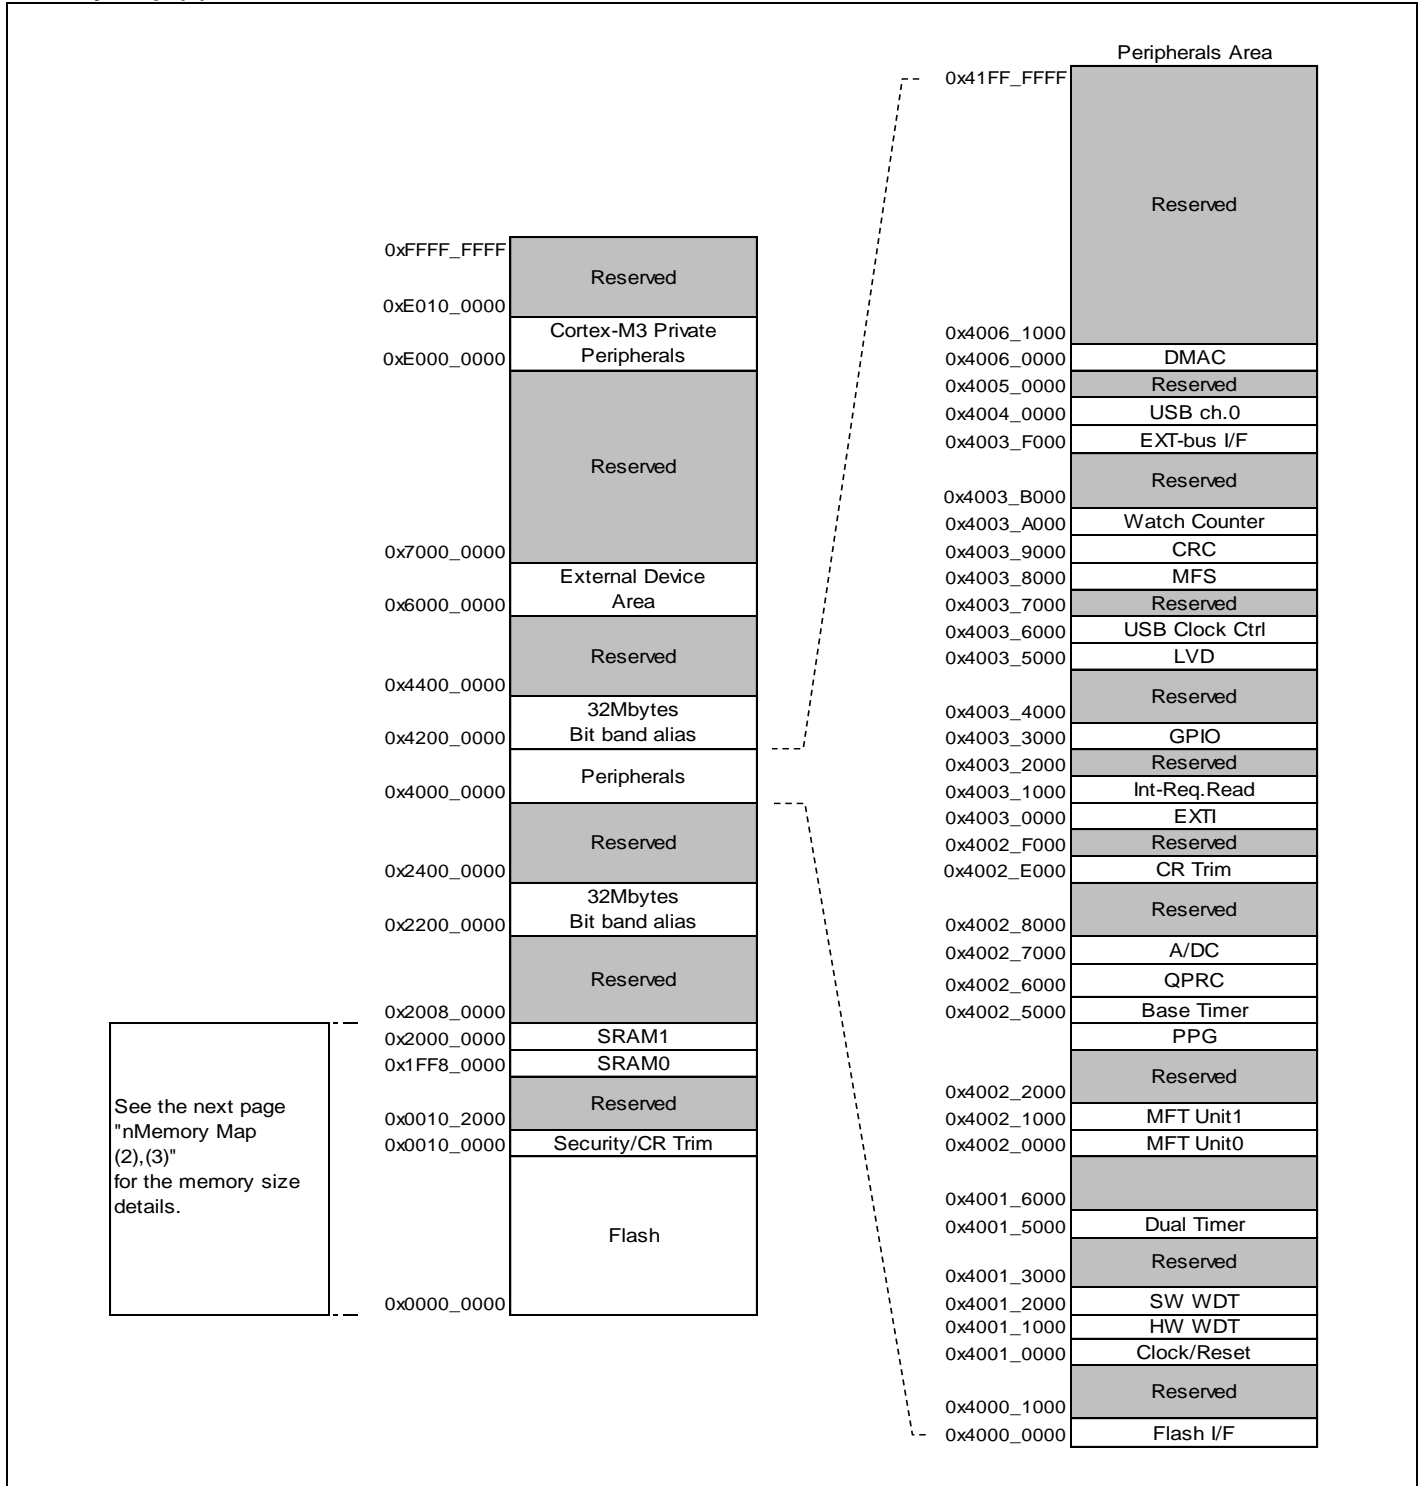 Peripherals Area
0x41FF_FFFF
Reserved
0x4006_1000
0x4006_0000 DMAC
0x4005_0000 Reserved
0x4004_0000 USB ch.0
0x4003_F000 EXT-bus I/F
Reserved
0x4003_B000
0x4003_A000 Watch Counter
0x4003_9000 CRC
0x4003_8000 MFS
0x4003_7000 Reserved
0x4003_6000 USB Clock Ctrl
0x4003_5000 LVD
Reserved
0x4003_4000
0x4003_3000 GPIO
0x4003_2000 Reserved
0x4003_1000 Int-Req.Read
0x4003_0000 EXTI
0x4002_F000 Reserved
0x4002_E000 CR Trim
Reserved
0x4002_8000
0x4002_7000 A/DC
0x4002_6000 QPRC
0x4002_5000 Base Timer
PPG
Reserved
0x4002_2000
0x4002_1000 MFT Unit1
0x4002_0000 MFT Unit0
0x4001_6000
0x4001_5000 Dual Timer
Reserved
0x4001_3000
0x4001_2000 SW WDT
0x4001_1000 HW WDT
0x4001_0000 Clock/Reset
Reserved
0x4000_1000
0x4000_0000 Flash I/F
0xFFFF_FFFF
Reserved
0xE010_0000
Cortex-M3 Private
0xE000_0000 Peripherals
Reserved
0x7000_0000
External Device
0x6000_0000 Area
Reserved
0x4400_0000
32Mbytes
0x4200_0000 Bit band alias
Peripherals
0x4000_0000
Reserved
0x2400_0000
32Mbytes
0x2200_0000 Bit band alias
Reserved
0x2008_0000
0x2000_0000 SRAM1
0x1FF8_0000 SRAM0
Reserved
0x0010_2000
0x0010_0000 Security/CR Trim
Flash
0x0000_0000
See the next page
"nMemory Map
(2),(3)"
for the memory size
details.